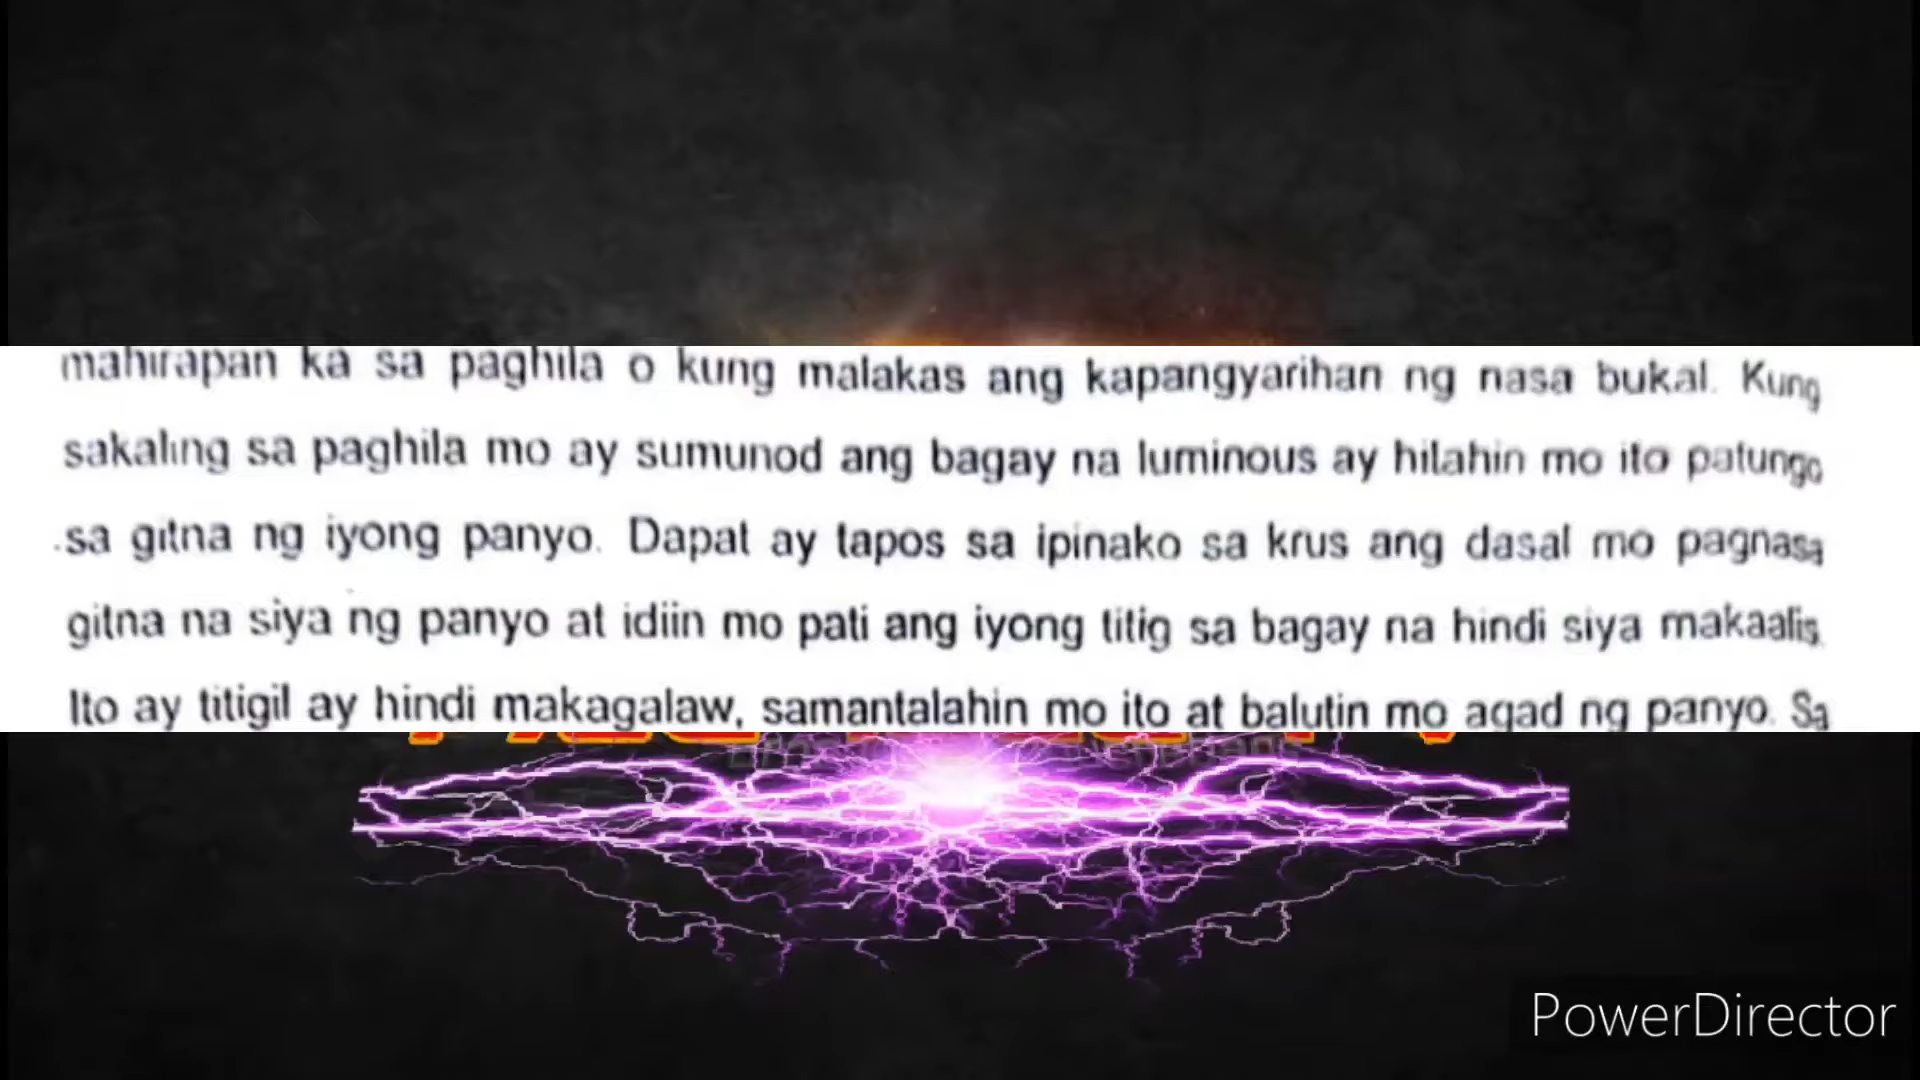 mahirapan ka sa paghila o kung malakas ang kapangyarihan ng nasa bukal. Kung
sakaling sa paghila mo ay sumunod ang bagay na luminous ay hilahin mo ito patungo
sa gitna ng iyong panyo. Dapat ay tapos sa ipinako sa krus ang dasal mo pagnasa
gitna na siya ng panyo at idiin mo pati ang iyong titig sa bagay na hindi siya makaalis.
Ito ay titigil ay hindi makagalaw, samantalahin mo ito at balutin mo agad ng panyo. Sa
PowerDirector